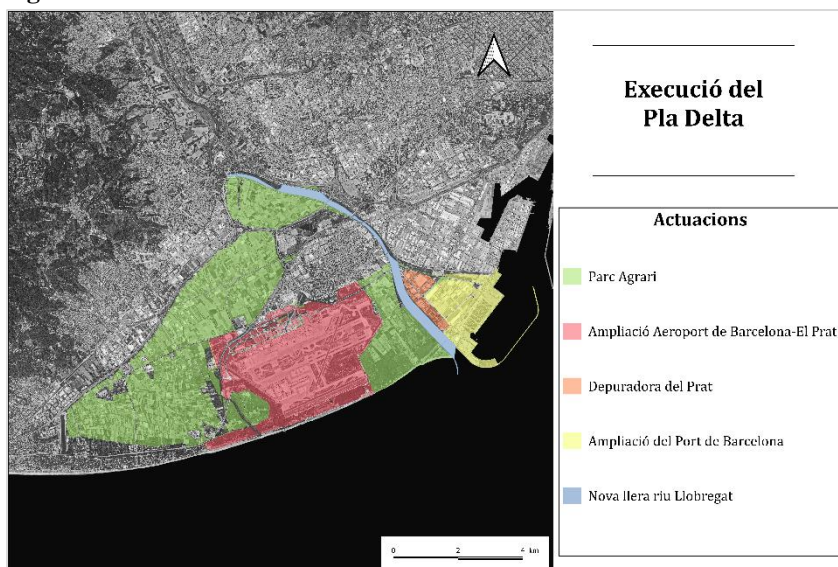 Execució del
Pla Delta
Actuacions
Parc Agrari
Ampliació Aeroport de Barcelona-El Prat
Depuradora del Prat
Ampliació del Port de Barcelona
Nova llera riu Llobregat
0 2 4 km